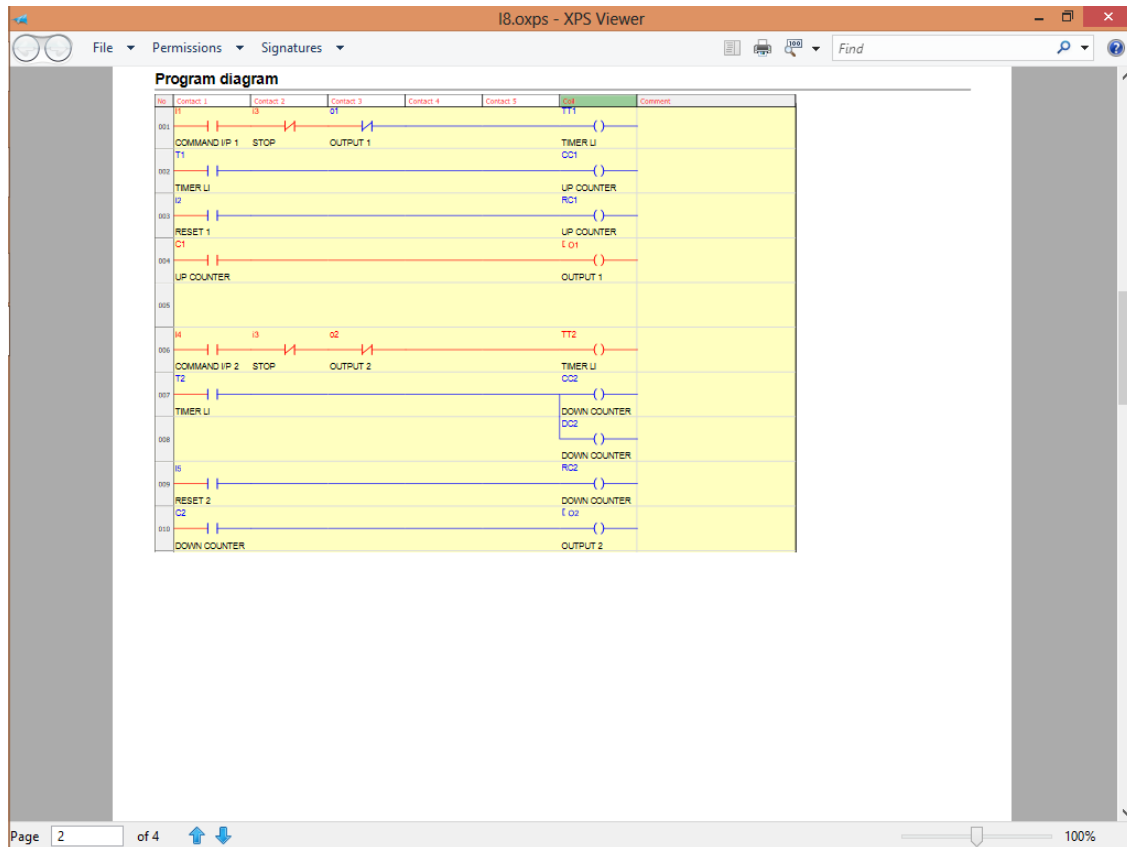 I8.oxps - XPS Viewer
File Permissions Signatures Find
Program diagram
No Contact 1 Contact 2 Contact 3 Contact 4 Contact 5 Coil Comment
I1 i3 o1 TT1
001
COMMAND I/P 1 STOP OUTPUT 1 TIMER LI
T1 CC1
002
TIMER LI UP COUNTER
I2 RC1
003
RESET 1 UP COUNTER
C1 [ O1
004
UP COUNTER OUTPUT 1
005
I4 i3 o2 TT2
006
COMMAND I/P 2 STOP OUTPUT 2 TIMER LI
T2 CC2
007
TIMER LI DOWN COUNTER
DC2
008
DOWN COUNTER
I5 RC2
009
RESET 2 DOWN COUNTER
C2 [ O2
010
DOWN COUNTER OUTPUT 2
Page 2 of 4 100%